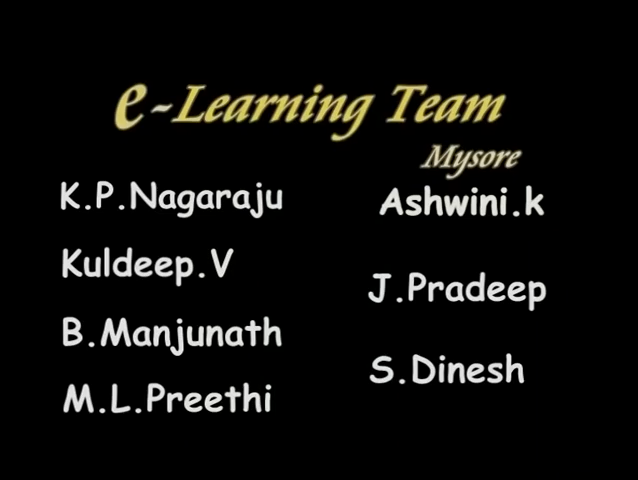 e-Learning Team
Mysore
K.P.Nagaraju
Kuldeep.V
B.Manjunath
M.L.Preethi
Ashwini.k
J.Pradeep
S.Dinesh